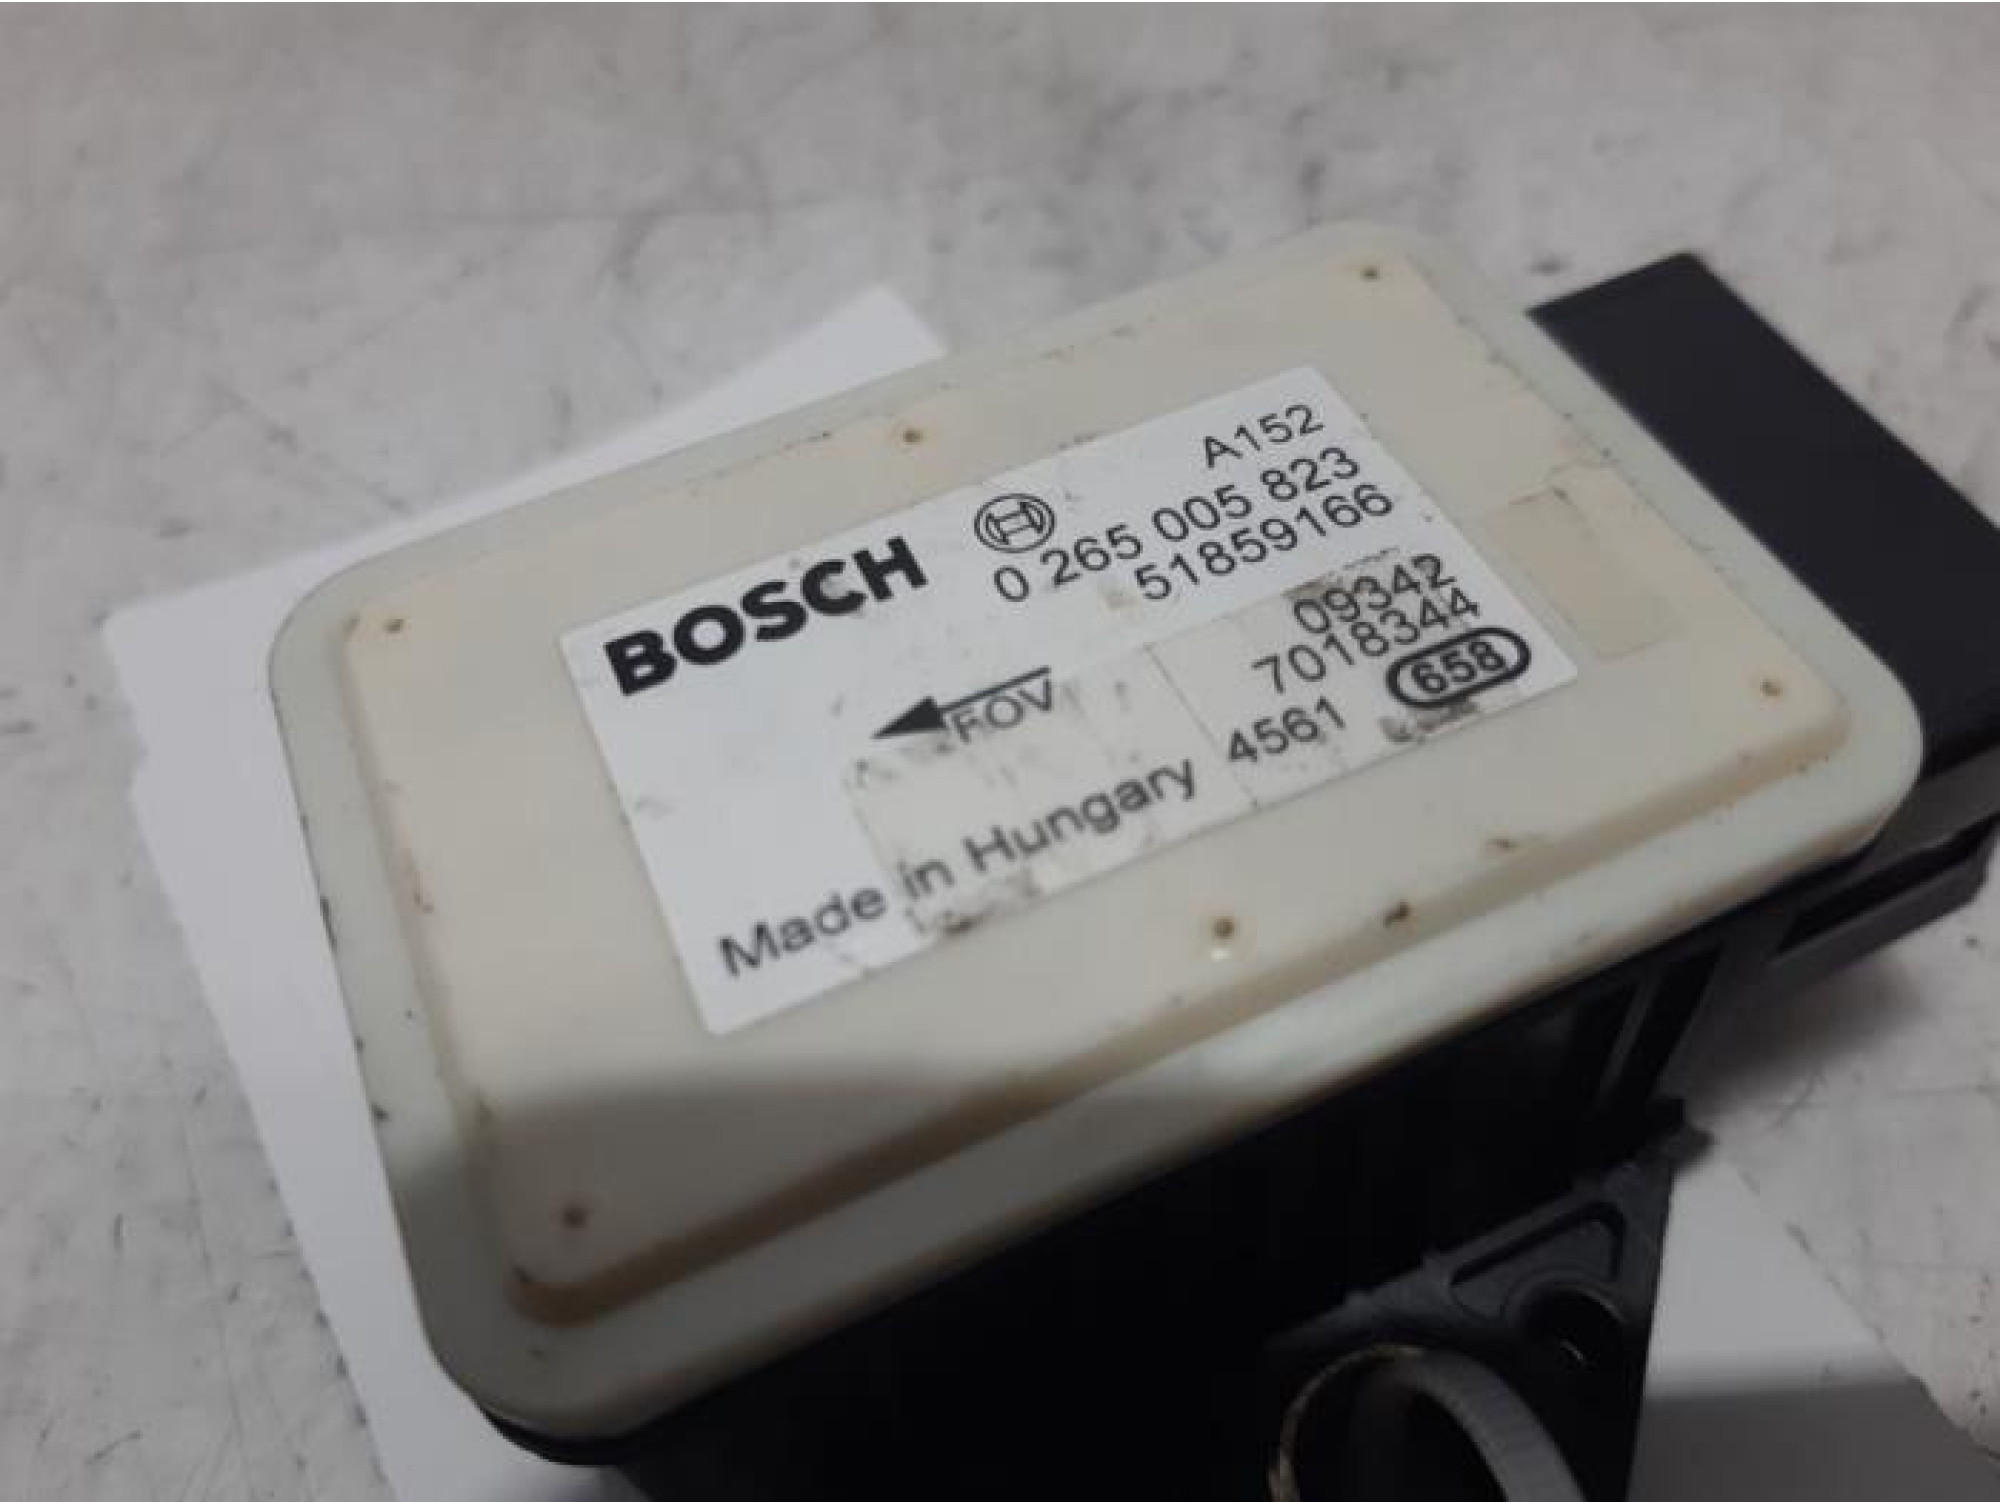 A152
BOSCH
0 265 005 823
51859166
09342
7018344
FOV
658
Made in Hungary 4561